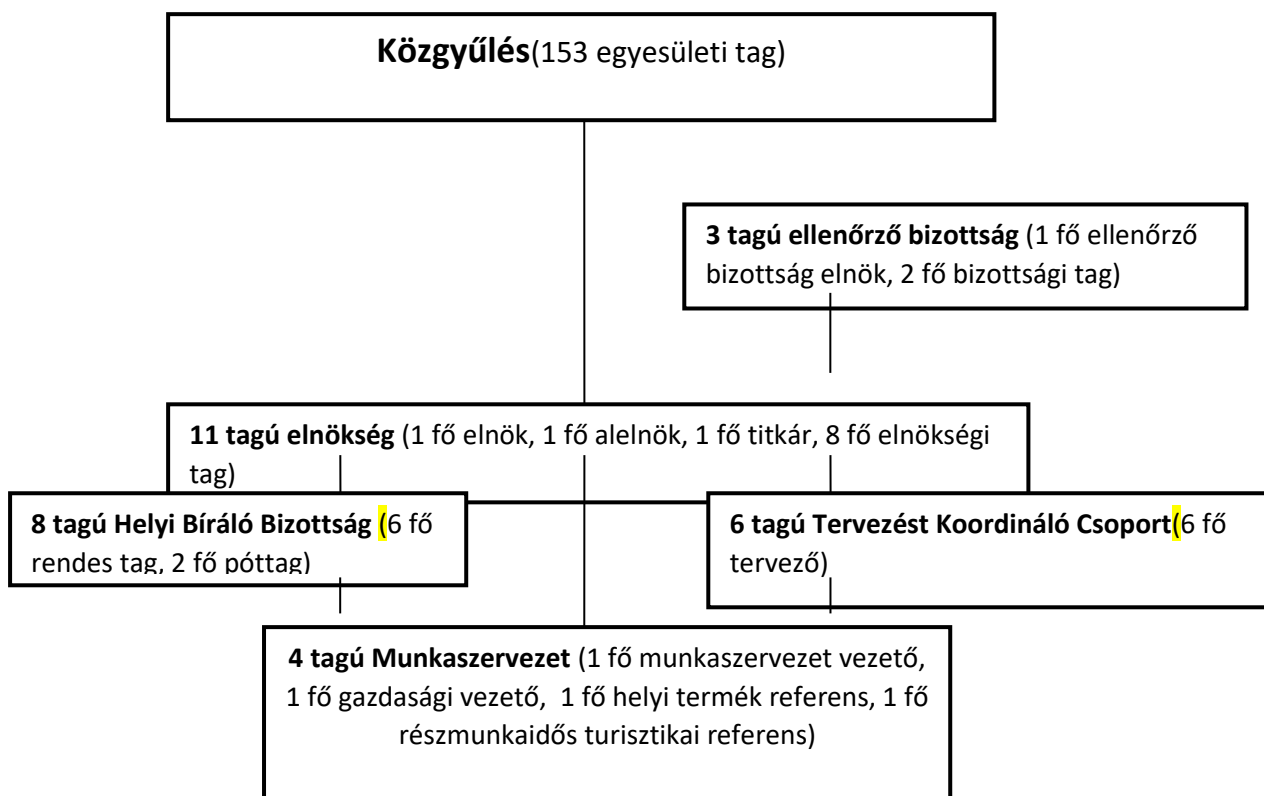 Közgyűlés(153 egyesületi tag)
3 tagú ellenőrző bizottság (1 fő ellenőrző
bizottság elnök, 2 fő bizottsági tag)
11 tagú elnökség (1 fő elnök, 1 fő alelnök, 1 fő titkár, 8 fő elnökségi
tag)
8 tagú Helyi Bíráló Bizottság (6 fő
rendes tag, 2 fő póttag)
6 tagú Tervezést Koordináló Csoport(6 fő
tervező)
4 tagú Munkaszervezet (1 fő munkaszervezet vezető,
1 fő gazdasági vezető, 1 fő helyi termék referens, 1 fő
részmunkaidős turisztikai referens)